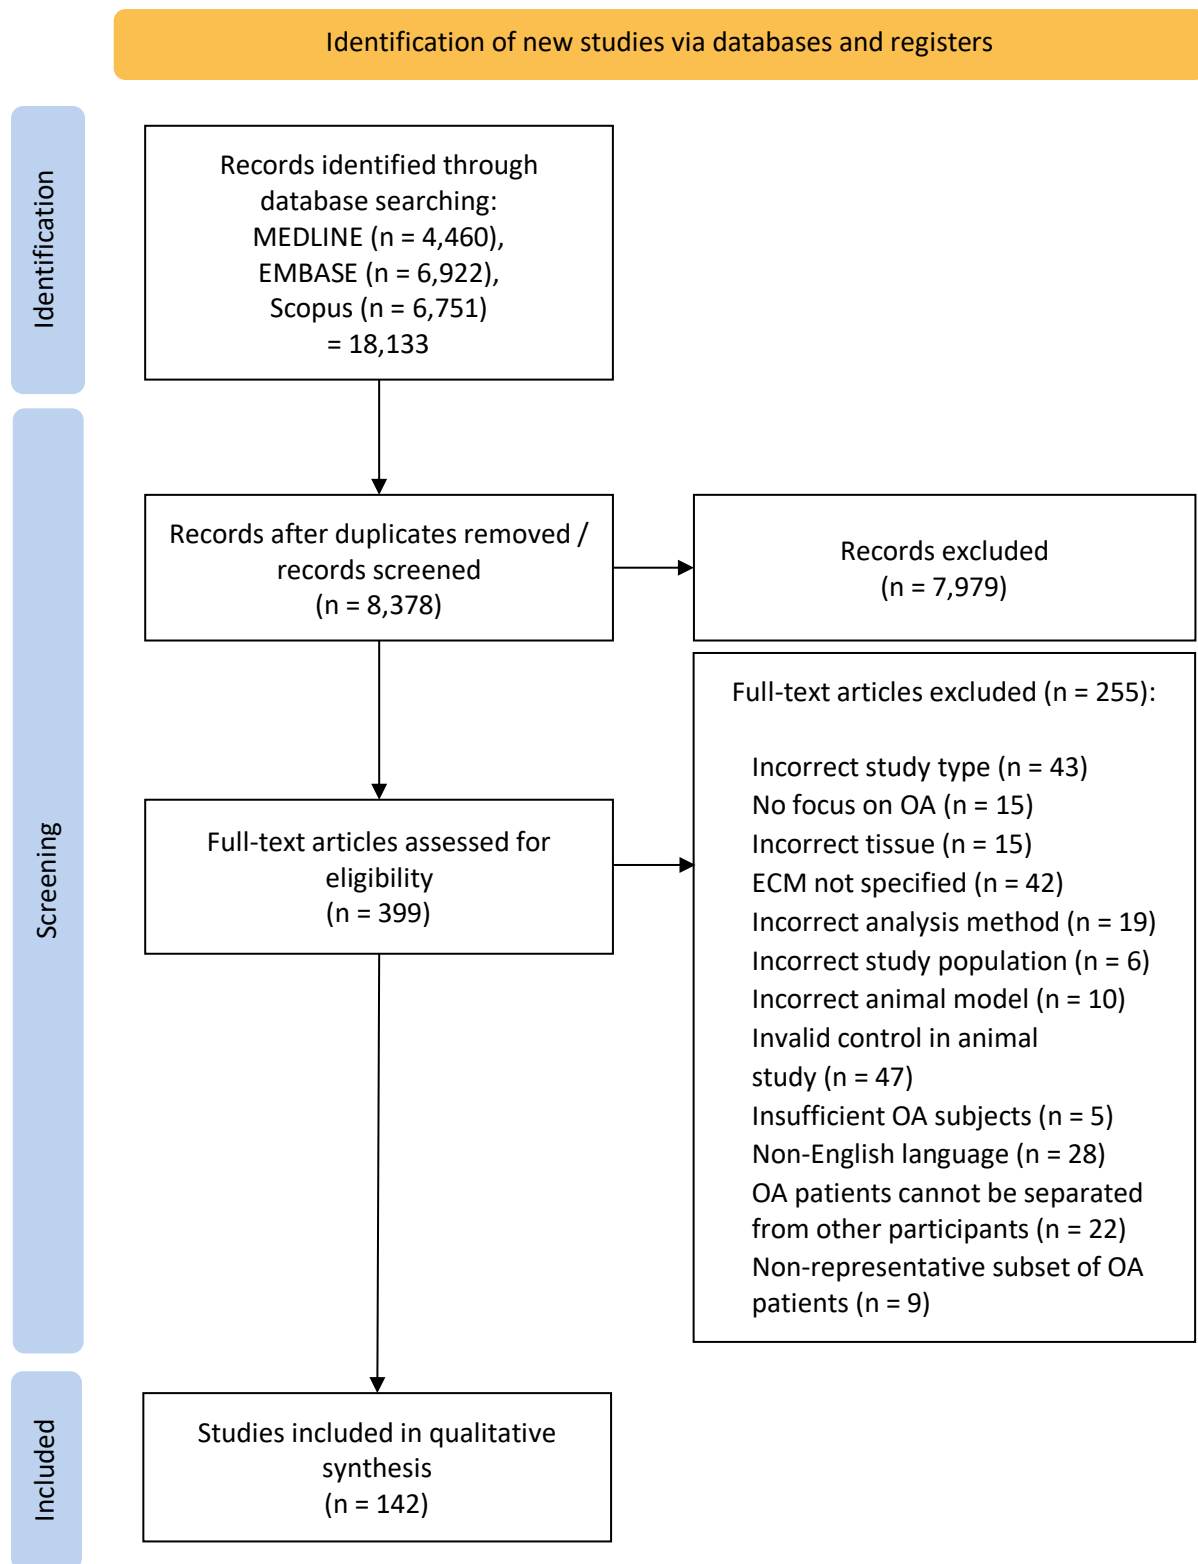 Identification of new studies via databases and registers
Identification
Records identified through
database searching:
MEDLINE (n = 4,460),
EMBASE (n = 6,922),
Scopus (n = 6,751)
= 18,133
Screening
Records after duplicates removed /
records screened
(n = 8,378)
Records excluded
(n = 7,979)
Full-text articles assessed for
eligibility
(n = 399)
Full-text articles excluded (n = 255):
Incorrect study type (n = 43)
No focus on OA (n = 15)
Incorrect tissue (n = 15)
ECM not specified (n = 42)
Incorrect analysis method (n = 19)
Incorrect study population (n = 6)
Incorrect animal model (n = 10)
Invalid control in animal
study (n = 47)
Insufficient OA subjects (n = 5)
Non-English language (n = 28)
OA patients cannot be separated
from other participants (n = 22)
Non-representative subset of OA
patients (n = 9)
Included
Studies included in qualitative
synthesis
(n = 142)